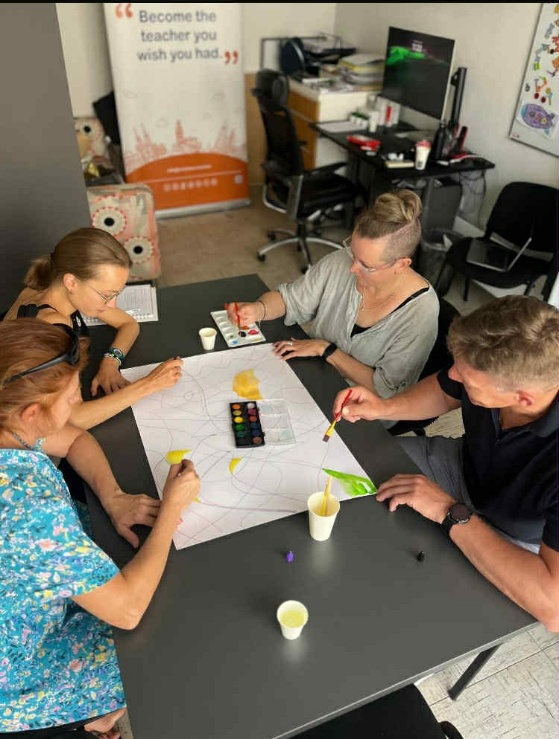 “ Become the
teacher you
wish you had. ”